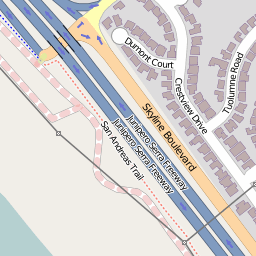 Dumont Court
Crestview Drive
Tuolumne Road
Skyline Boulevard
Junipero Serra Freeway
Junipero Serra Freeway
San Andreas Trail